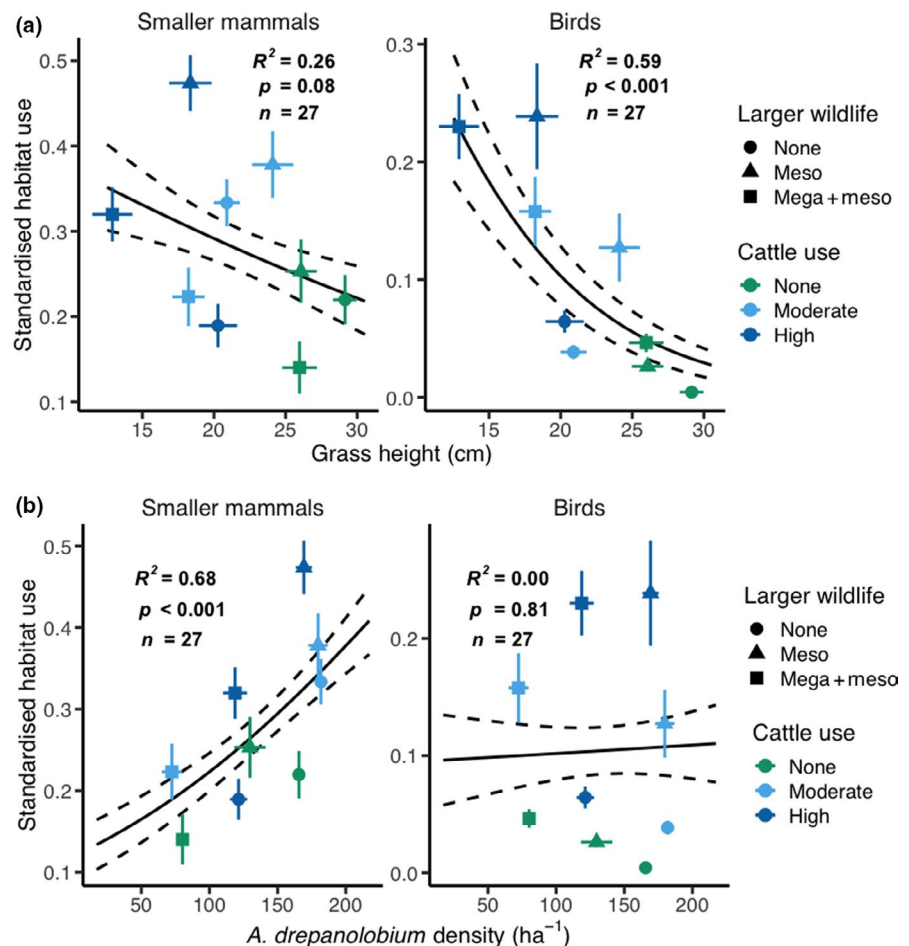 (a)
Smaller mammals
Birds
R² = 0.26
p = 0.08
n = 27
R² = 0.59
p < 0.001
n = 27
Standardised habitat use
0.5
0.4
0.3
0.2
0.1
0.3
0.2
0.1
0.0
15 20 25 30
15 20 25 30
Grass height (cm)
Larger wildlife
None
Meso
Mega + meso
Cattle use
None
Moderate
High
(b)
Smaller mammals
Birds
R² = 0.68
p < 0.001
n = 27
R² = 0.00
p = 0.81
n = 27
Standardised habitat use
0.5
0.4
0.3
0.2
0.1
0.2
0.1
0.0
50 100 150 200
50 100 150 200
A. drepanolobium density (ha⁻¹)
Larger wildlife
None
Meso
Mega + meso
Cattle use
None
Moderate
High